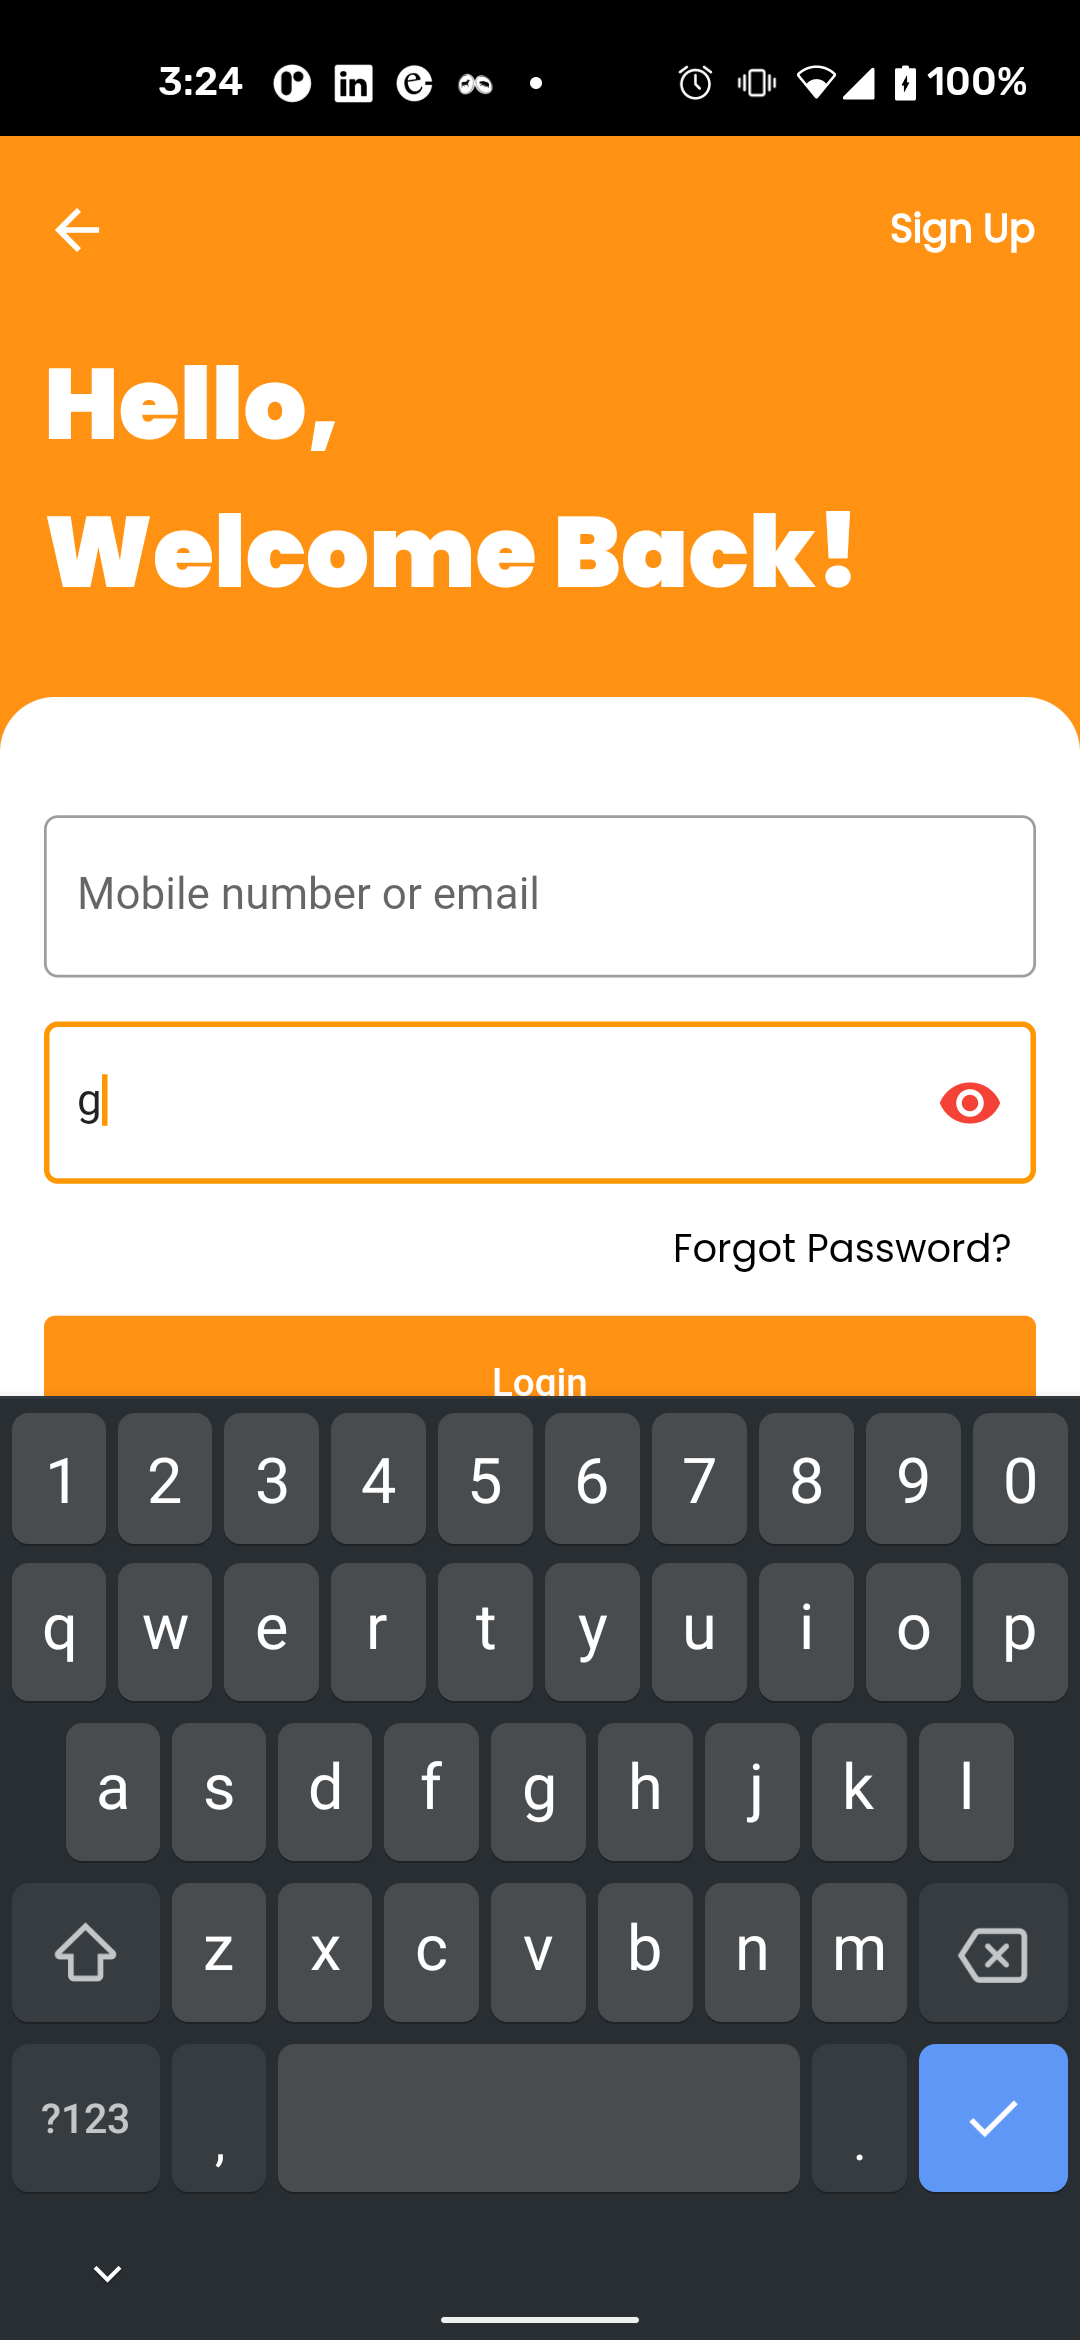 3:24 in e 100%
Sign Up
Hello,
Welcome Back!
Mobile number or email
g
Forgot Password?
Login
1 2 3 4 5 6 7 8 9 0
q w e r t y u i o p
a s d f g h j k l
z x c v b n m
?123 , .